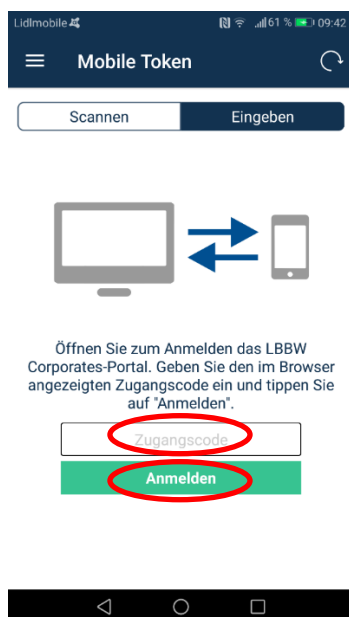 Lidlmobile 61 % 09:42
Mobile Token
Scannen Eingeben
Öffnen Sie zum Anmelden das LBBW
Corporates-Portal. Geben Sie den im Browser
angezeigten Zugangscode ein und tippen Sie
auf "Anmelden".
Zugangscode
Anmelden